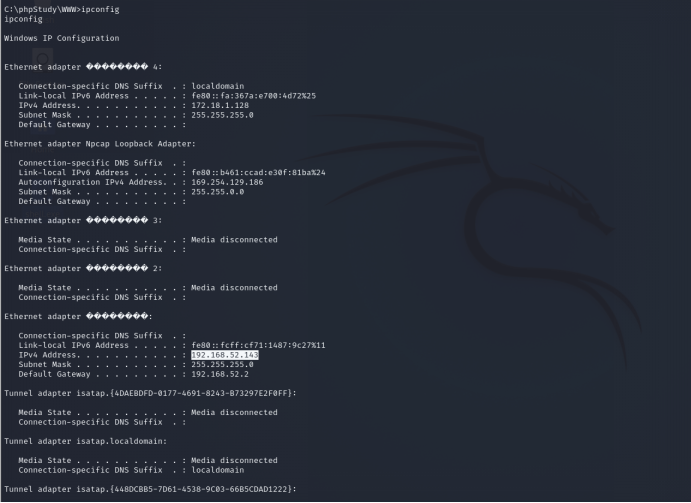 C:\phpStudy\WWW>ipconfig
ipconfig
Windows IP Configuration
Ethernet adapter �������� 4:
Connection-specific DNS Suffix  . : localdomain
Link-local IPv6 Address . . . . . : fe80::fa:367a:e700:4d72%25
IPv4 Address. . . . . . . . . . . : 172.18.1.128
Subnet Mask . . . . . . . . . . . : 255.255.255.0
Default Gateway . . . . . . . . . :
Ethernet adapter Npcap Loopback Adapter:
Connection-specific DNS Suffix  . :
Link-local IPv6 Address . . . . . : fe80::b461:ccad:e30f:81ba%24
Autoconfiguration IPv4 Address. . : 169.254.129.186
Subnet Mask . . . . . . . . . . . : 255.255.0.0
Default Gateway . . . . . . . . . :
Ethernet adapter �������� 3:
Media State . . . . . . . . . . . : Media disconnected
Connection-specific DNS Suffix  . :
Ethernet adapter �������� 2:
Media State . . . . . . . . . . . : Media disconnected
Connection-specific DNS Suffix  . :
Ethernet adapter ��������:
Connection-specific DNS Suffix  . :
Link-local IPv6 Address . . . . . : fe80::fcff:cf71:1487:9c27%11
IPv4 Address. . . . . . . . . . . : 192.168.52.143
Subnet Mask . . . . . . . . . . . : 255.255.255.0
Default Gateway . . . . . . . . . : 192.168.52.2
Tunnel adapter isatap.{4DAEBDFD-0177-4691-8243-B73297E2F0FF}:
Media State . . . . . . . . . . . : Media disconnected
Connection-specific DNS Suffix  . :
Tunnel adapter isatap.localdomain:
Media State . . . . . . . . . . . : Media disconnected
Connection-specific DNS Suffix  . : localdomain
Tunnel adapter isatap.{448DCBB5-7D61-4538-9C03-66B5CDAD1222}: